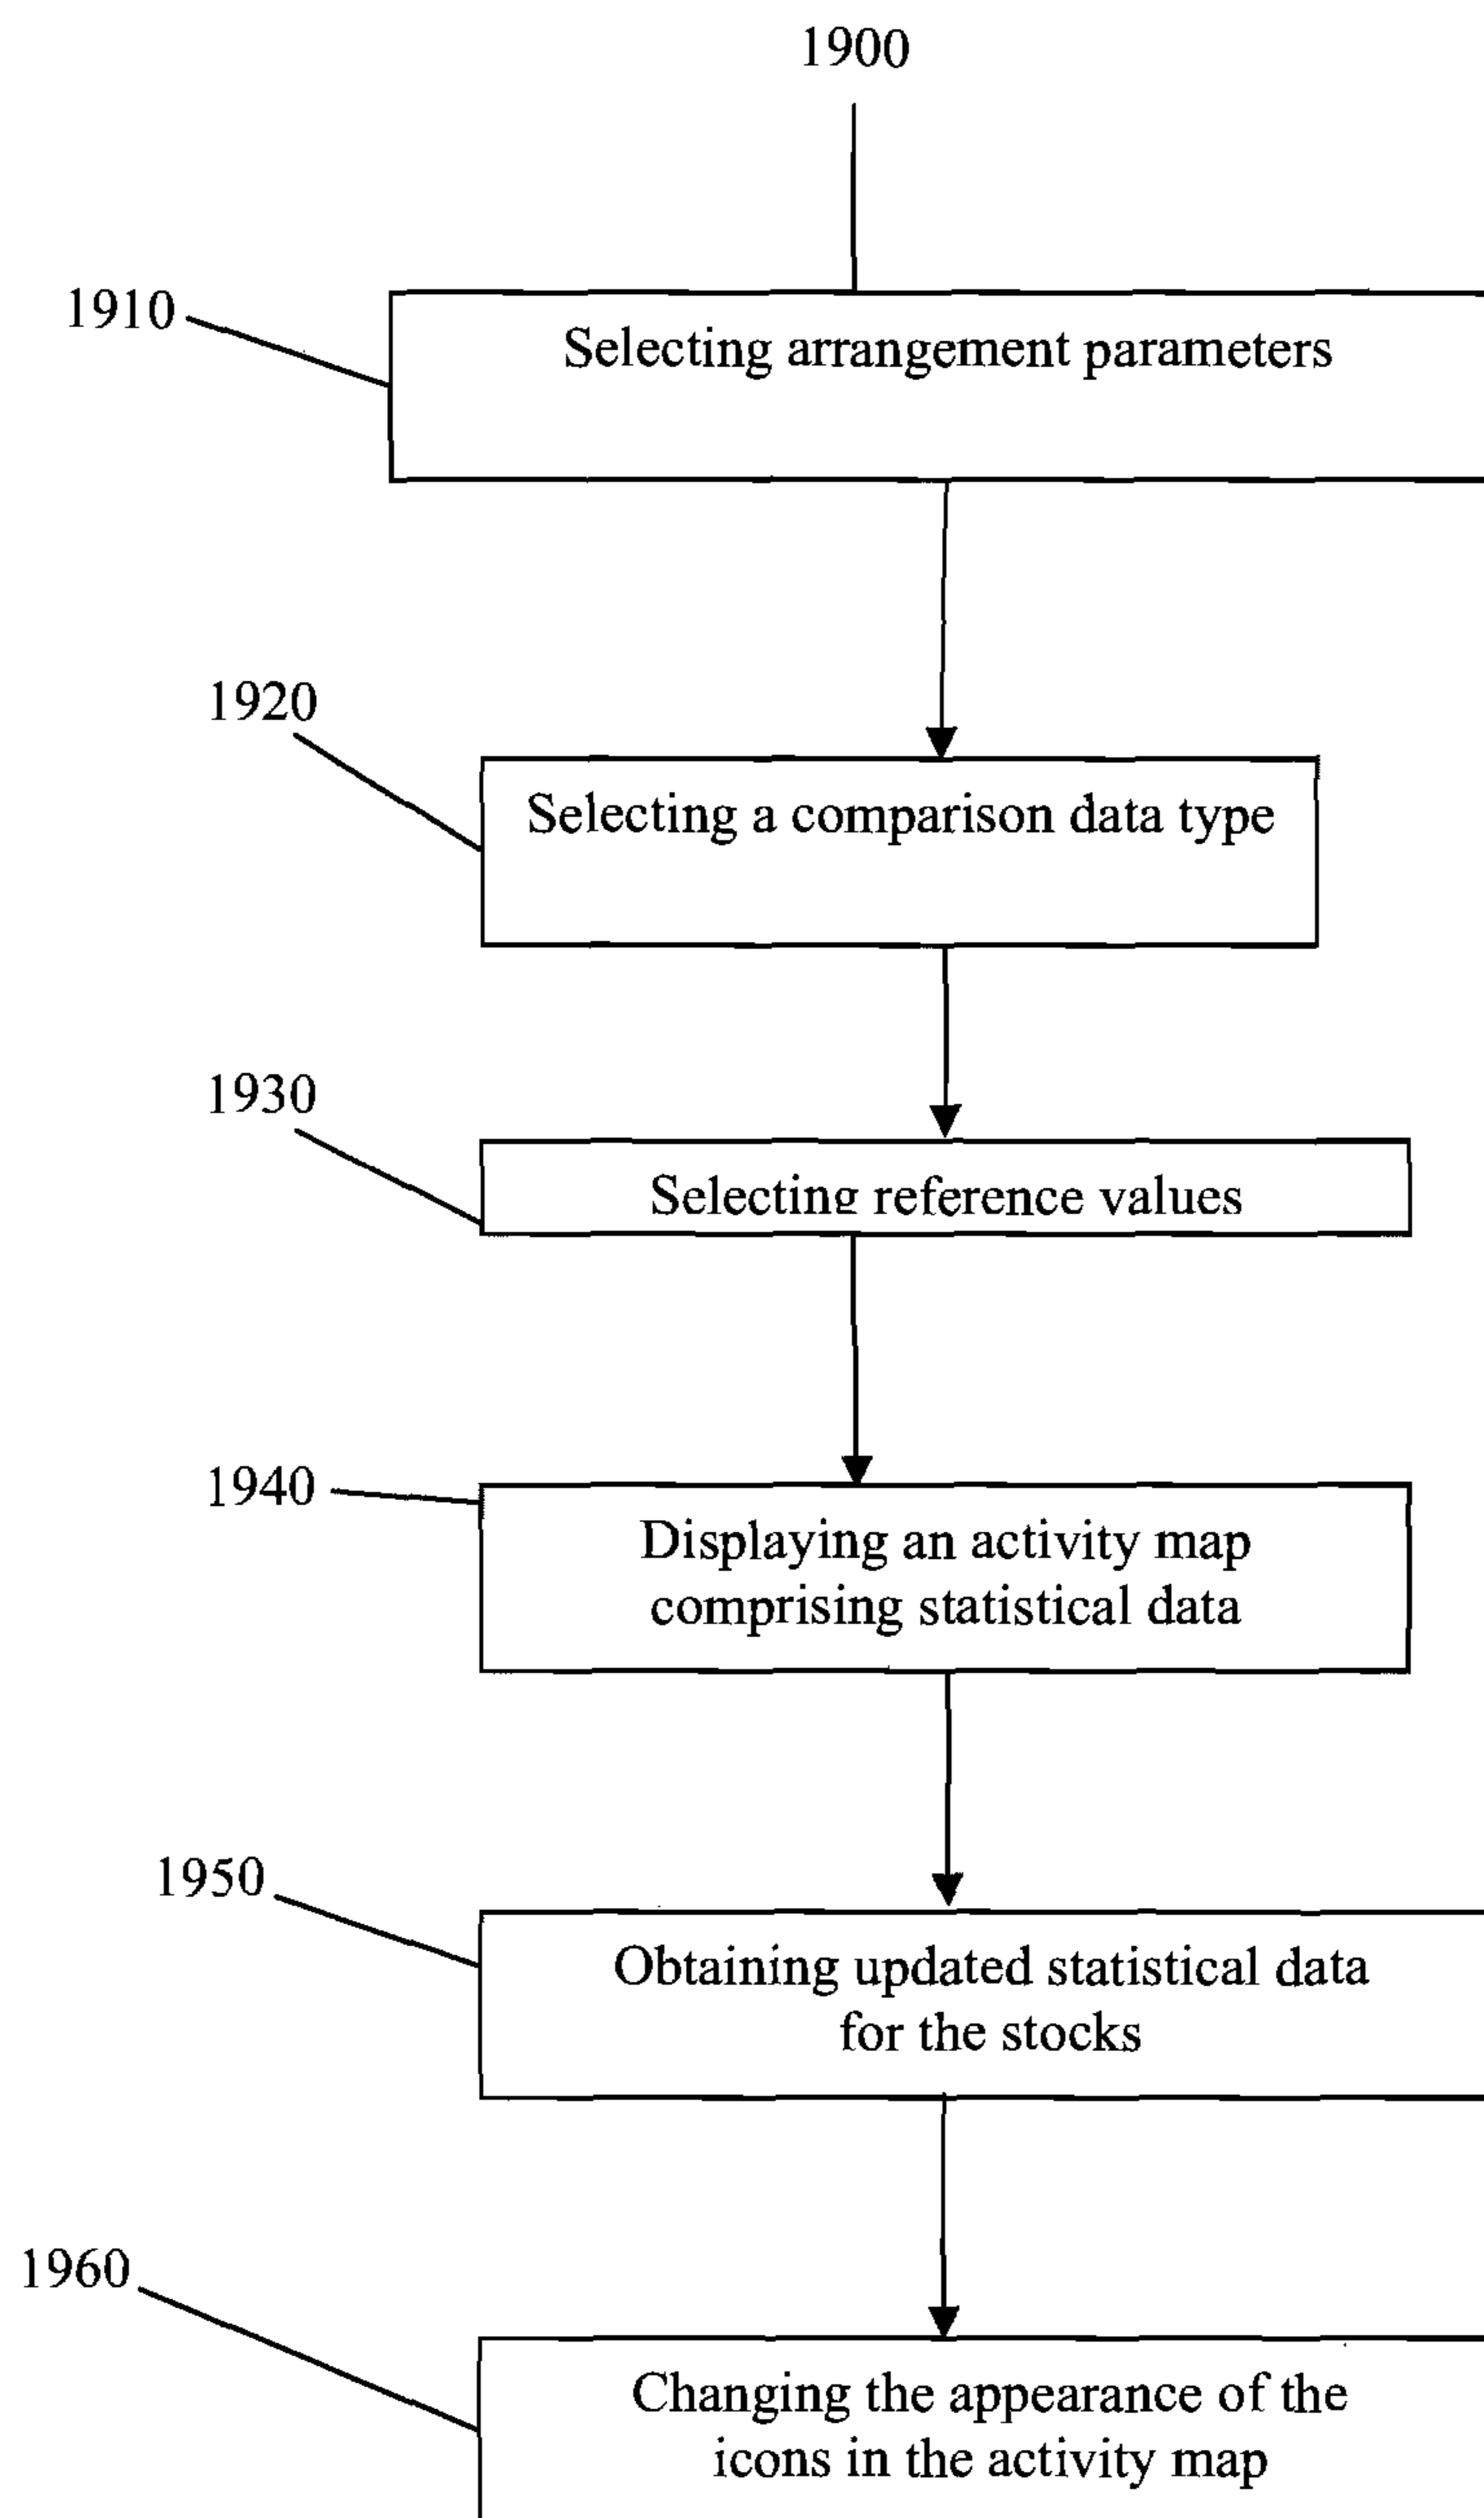 1900
1910
Selecting arrangement parameters
1920
Selecting a comparison data type
1930
Selecting reference values
1940
Displaying an activity map
comprising statistical data
1950
Obtaining updated statistical data
for the stocks
1960
Changing the appearance of the
icons in the activity map